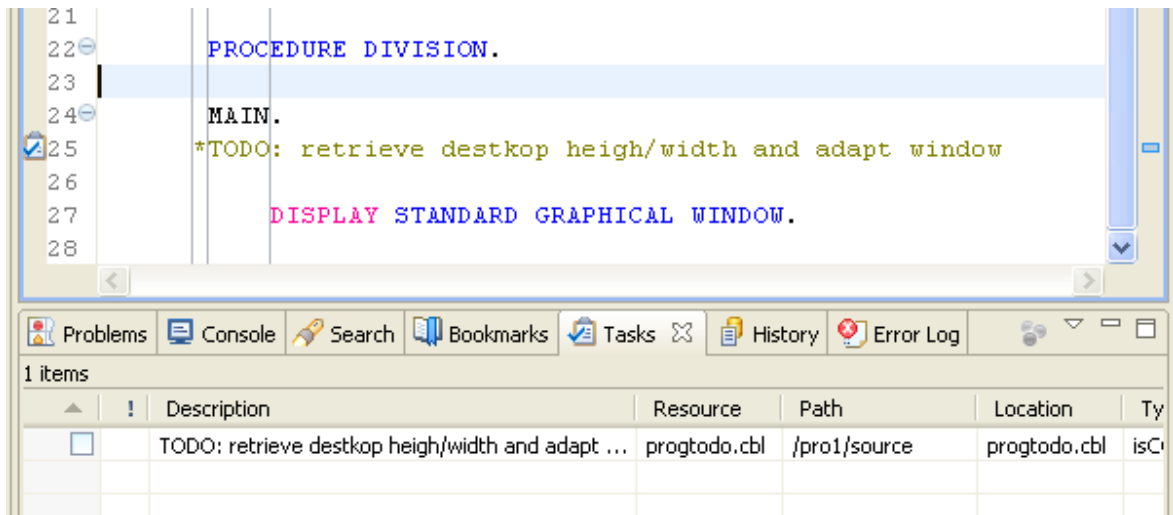 21
22 PROCEDURE DIVISION.
23
24 MAIN.
25 *TODO: retrieve destkop heigh/width and adapt window
26
27 DISPLAY STANDARD GRAPHICAL WINDOW.
28
Problems Console Search Bookmarks Tasks History Error Log
1 items
! Description Resource Path Location Ty
TODO: retrieve destkop heigh/width and adapt ... progtodo.cbl /pro1/source progtodo.cbl isC